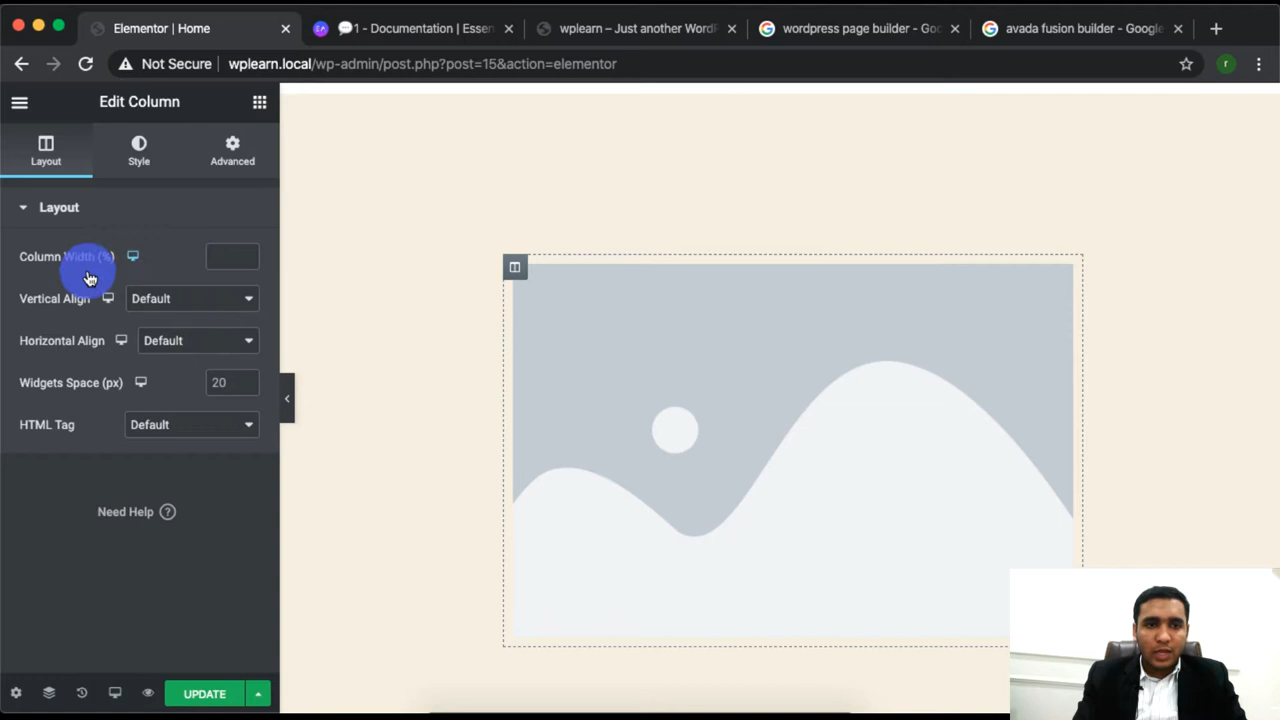 Elementor | Home
1 - Documentation | Essen
wplearn – Just another WordP
wordpress page builder - Goo
avada fusion builder - Google
Not Secure
wplearn.local/wp-admin/post.php?post=15&action=elementor
r
Edit Column
Layout
Style
Advanced
Layout
Column Width (%)
Vertical Align
Default
Horizontal Align
Default
Widgets Space (px)
20
HTML Tag
Default
Need Help
UPDATE